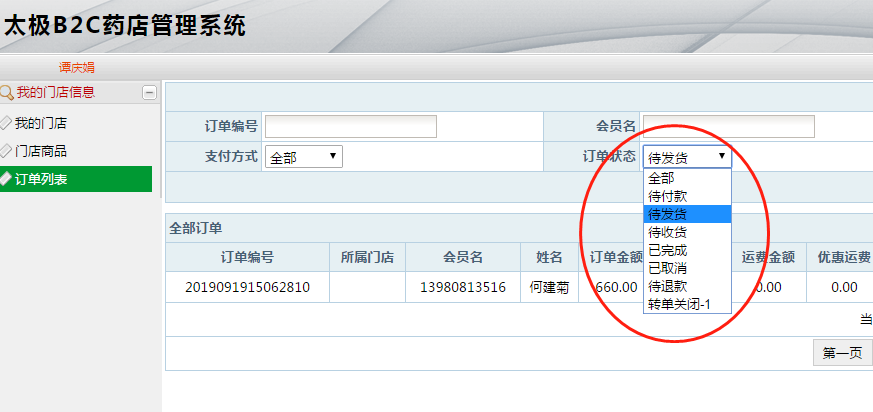 太极B2C药店管理系统
谭庆娟
我的门店信息
我的门店
门店商品
订单列表
订单编号
会员名
支付方式 全部
订单状态 待发货
全部
待付款
待发货
待收货
已完成
已取消
待退款
转单关闭-1
全部订单
订单编号 所属门店 会员名 姓名 订单金额 运费金额 优惠运费
2019091915062810 13980813516 何建菊 660.00 0.00 0.00
当
第一页